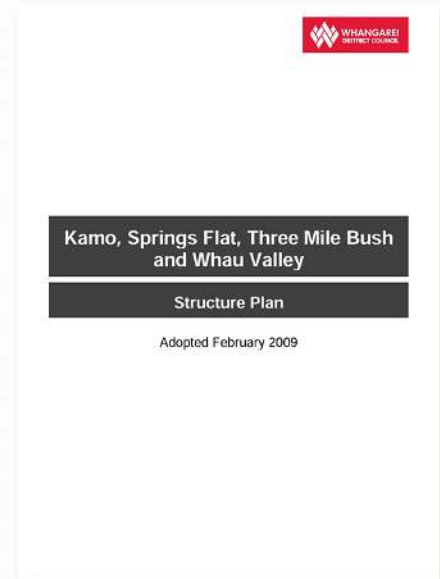 WHANGAREI
DISTRICT COUNCIL
Kamo, Springs Flat, Three Mile Bush
and Whau Valley
Structure Plan
Adopted February 2009